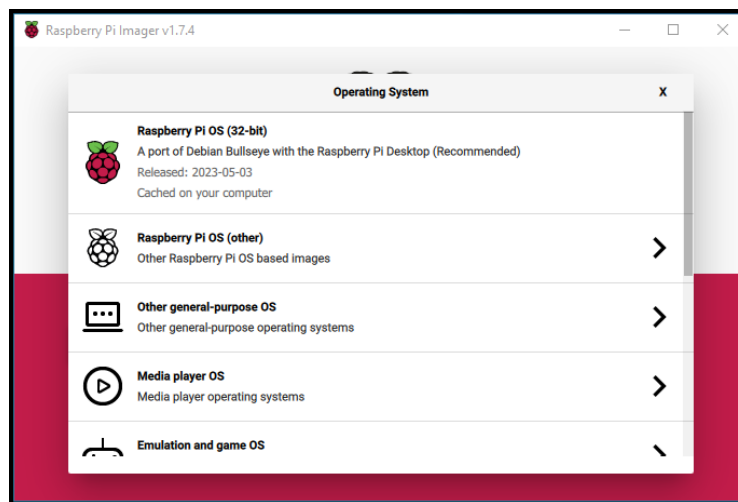 Raspberry Pi Imager v1.7.4
Operating System
X
Raspberry Pi OS (32-bit)
A port of Debian Bullseye with the Raspberry Pi Desktop (Recommended)
Released: 2023-05-03
Cached on your computer
Raspberry Pi OS (other)
Other Raspberry Pi OS based images
Other general-purpose OS
Other general-purpose operating systems
Media player OS
Media player operating systems
Emulation and game OS